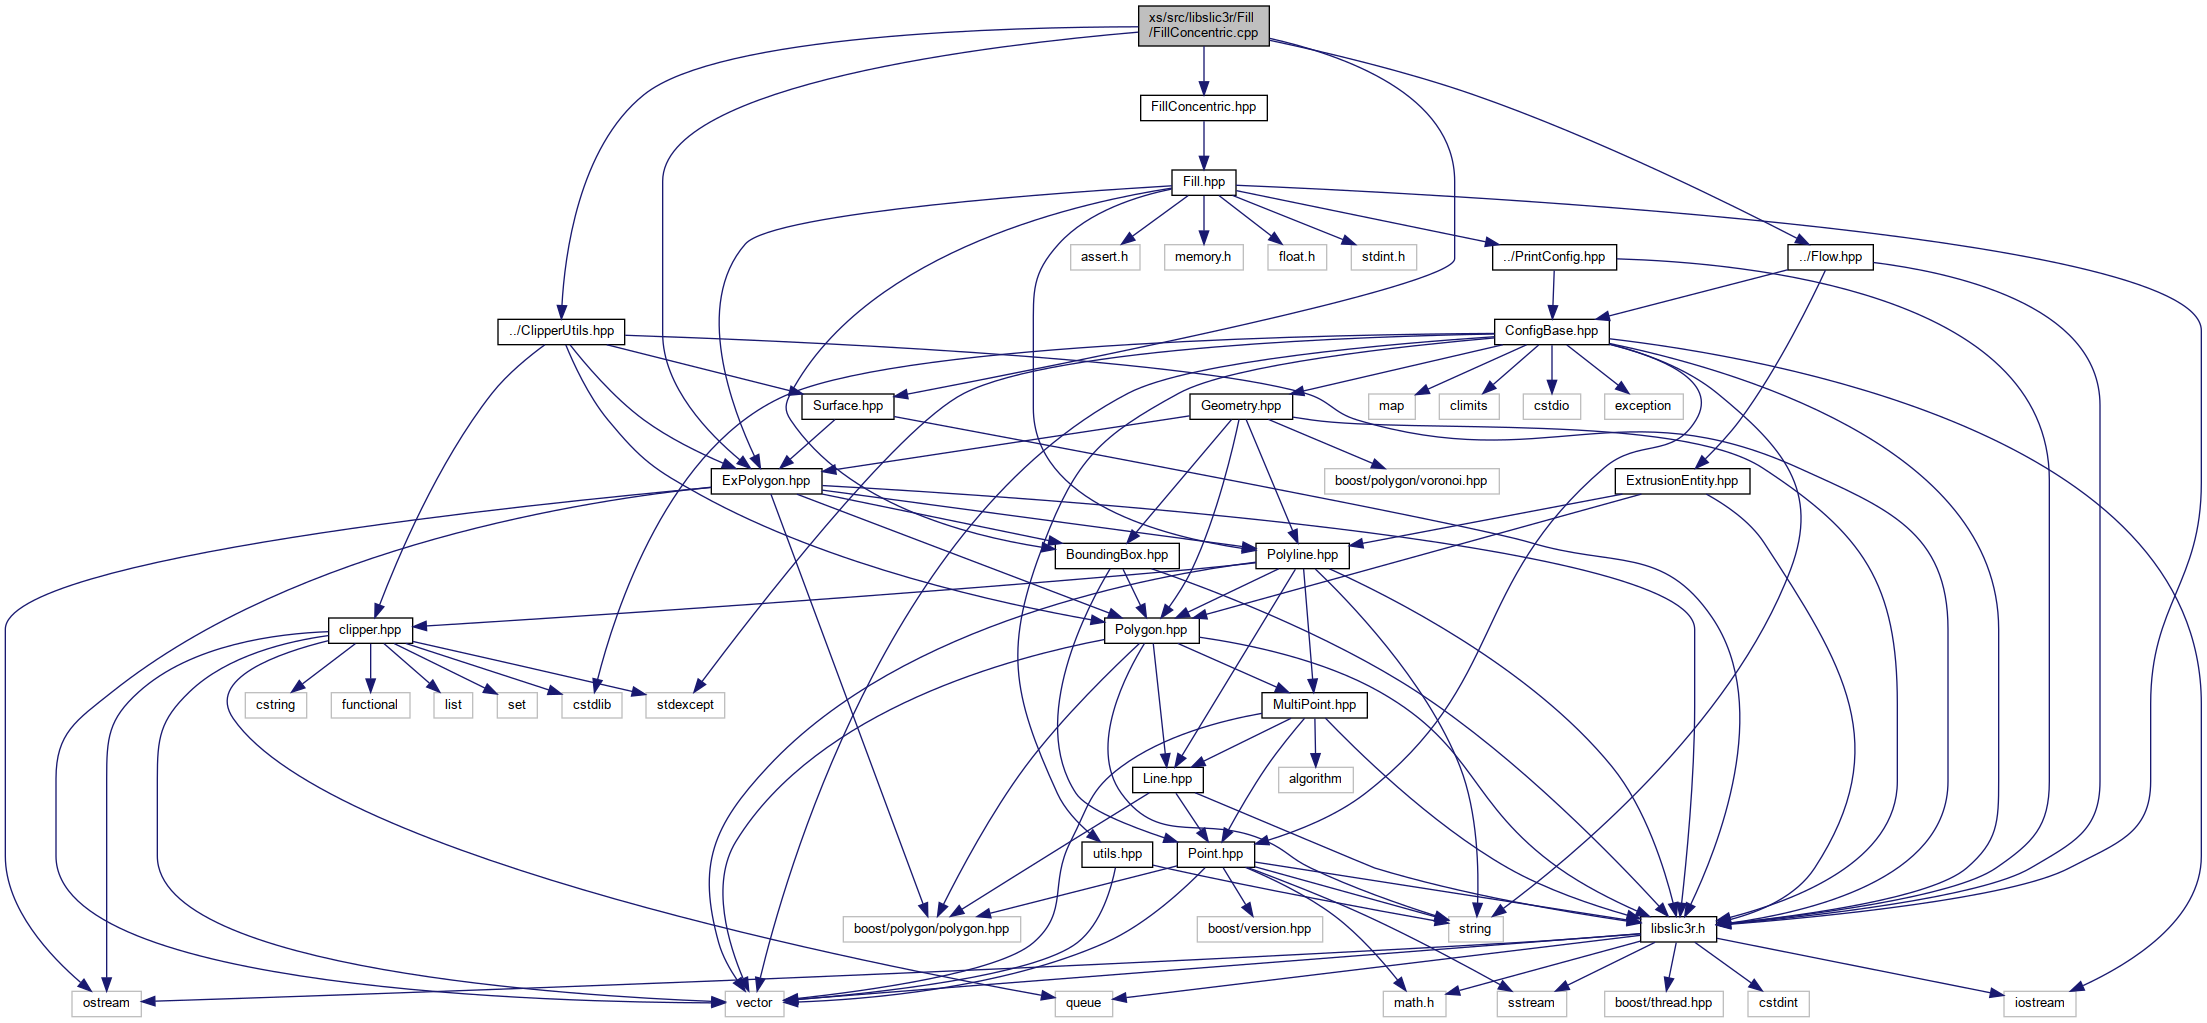 xs/src/libslic3r/Fill
/FillConcentric.cpp
FillConcentric.hpp
Fill.hpp
assert.h
memory.h
float.h
stdint.h
../PrintConfig.hpp
../Flow.hpp
../ClipperUtils.hpp
ConfigBase.hpp
Surface.hpp
Geometry.hpp
map
climits
cstdio
exception
ExPolygon.hpp
boost/polygon/voronoi.hpp
ExtrusionEntity.hpp
BoundingBox.hpp
Polyline.hpp
clipper.hpp
Polygon.hpp
cstring
functional
list
set
cstdlib
stdexcept
MultiPoint.hpp
Line.hpp
algorithm
utils.hpp
Point.hpp
boost/polygon/polygon.hpp
boost/version.hpp
string
libslic3r.h
ostream
vector
queue
math.h
sstream
boost/thread.hpp
cstdint
iostream